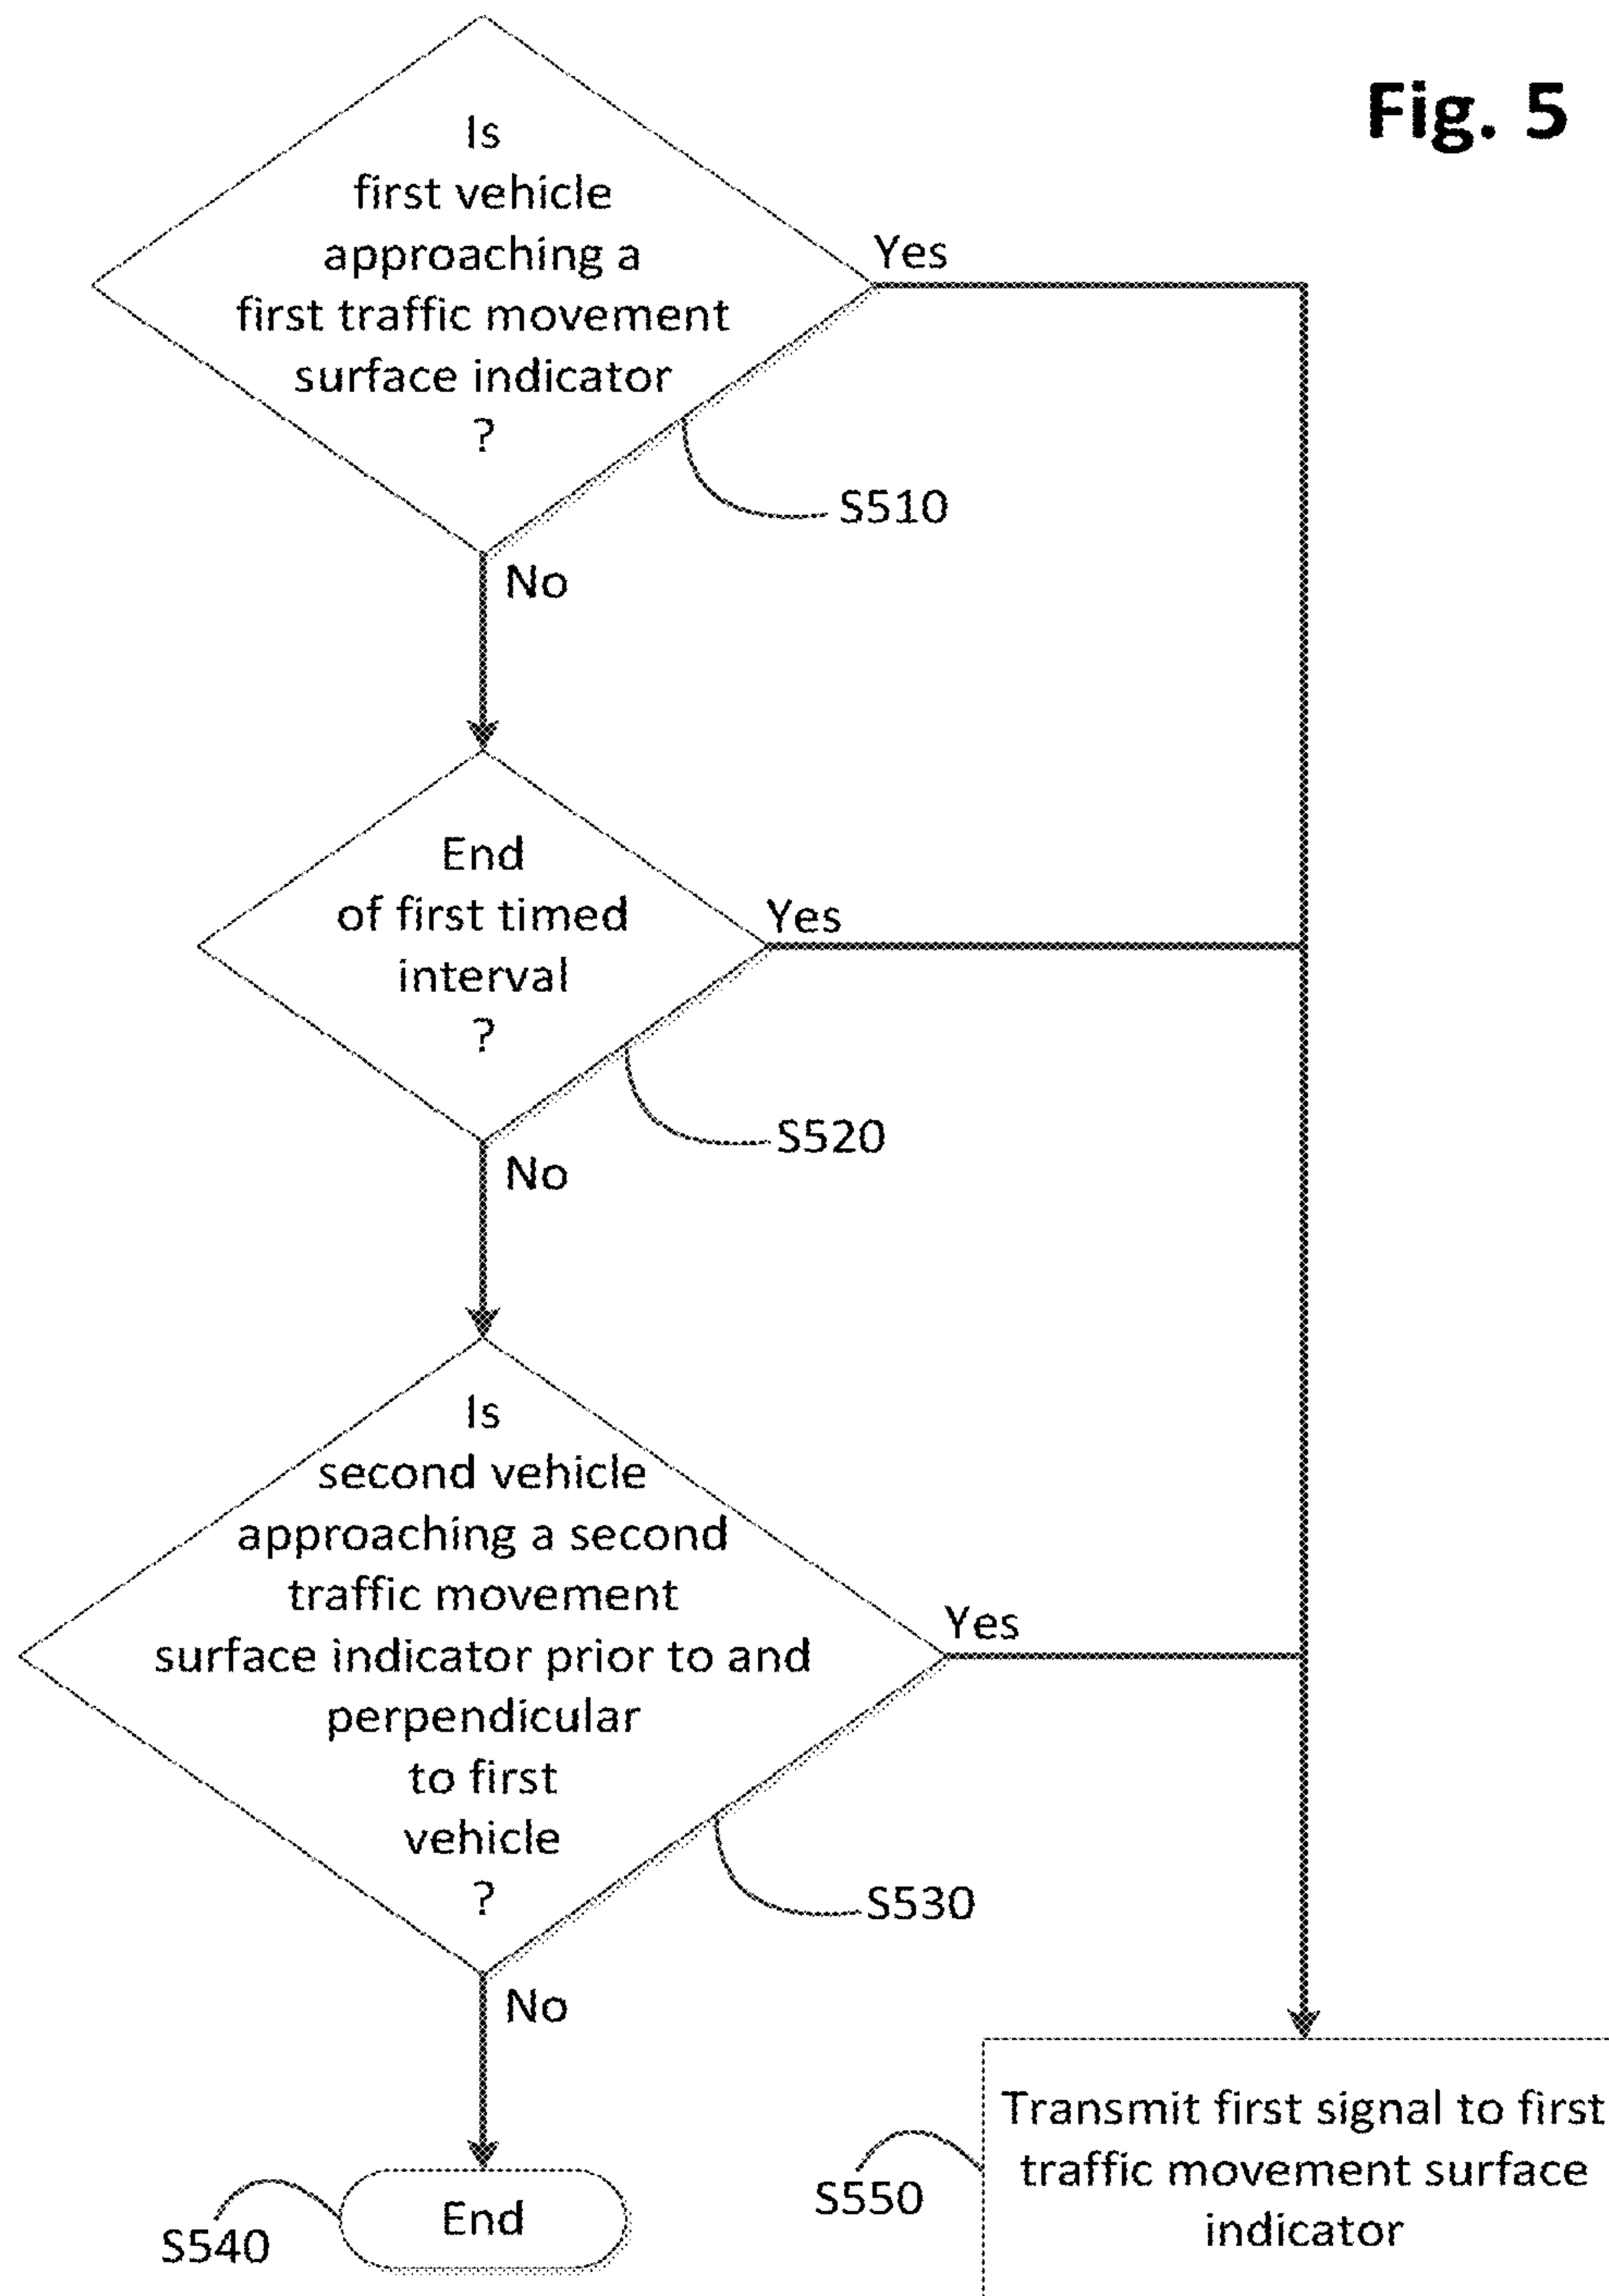 Fig. 5
Is
first vehicle
approaching a
first traffic movement
surface indicator
?
Yes
S510
No
End
of first timed
interval
?
Yes
S520
No
Is
second vehicle
approaching a second
traffic movement
surface indicator prior to and
perpendicular
to first
vehicle
?
Yes
S530
No
End
S540
Transmit first signal to first
traffic movement surface
indicator
S550